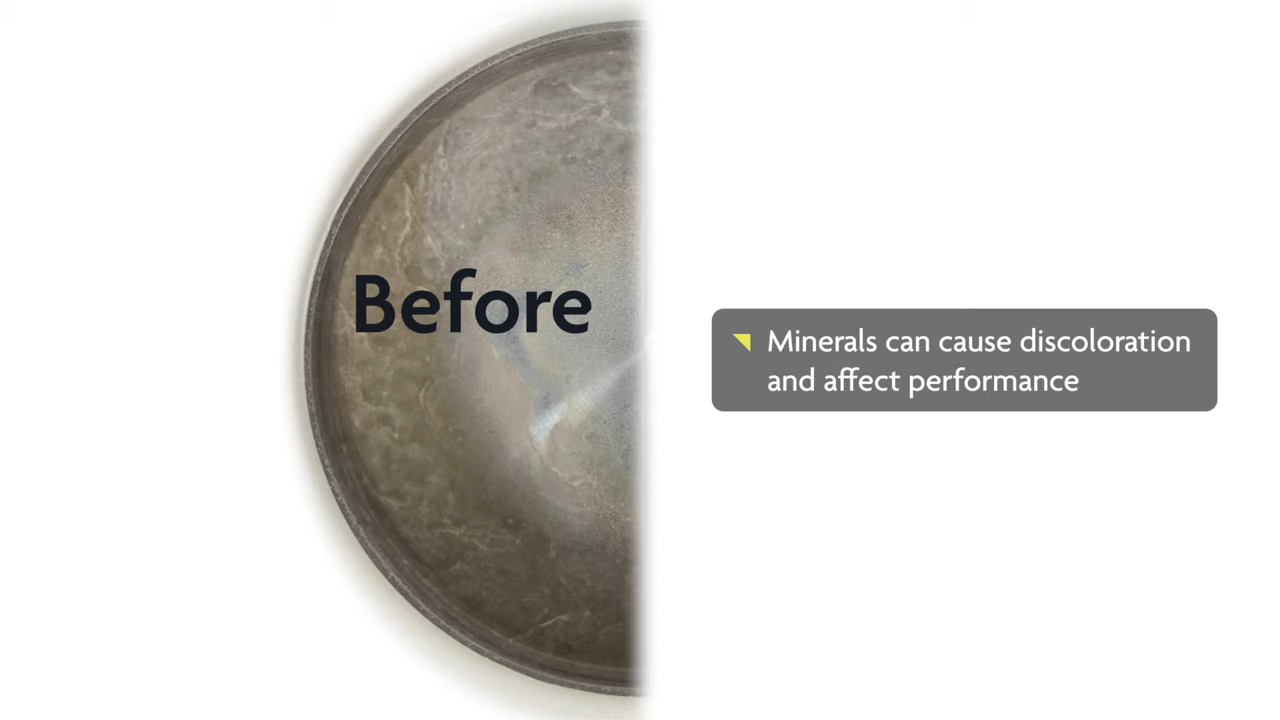 Before
Minerals can cause discoloration
and affect performance